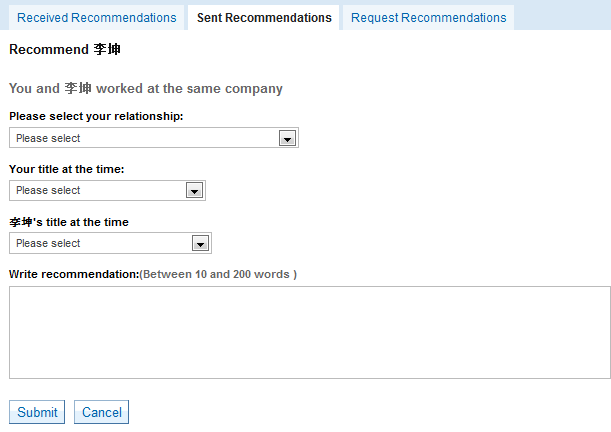 Received Recommendations Sent Recommendations Request Recommendations
Recommend 李坤
You and 李坤 worked at the same company
Please select your relationship:
Please select
Your title at the time:
Please select
李坤's title at the time
Please select
Write recommendation:(Between 10 and 200 words )
Submit Cancel